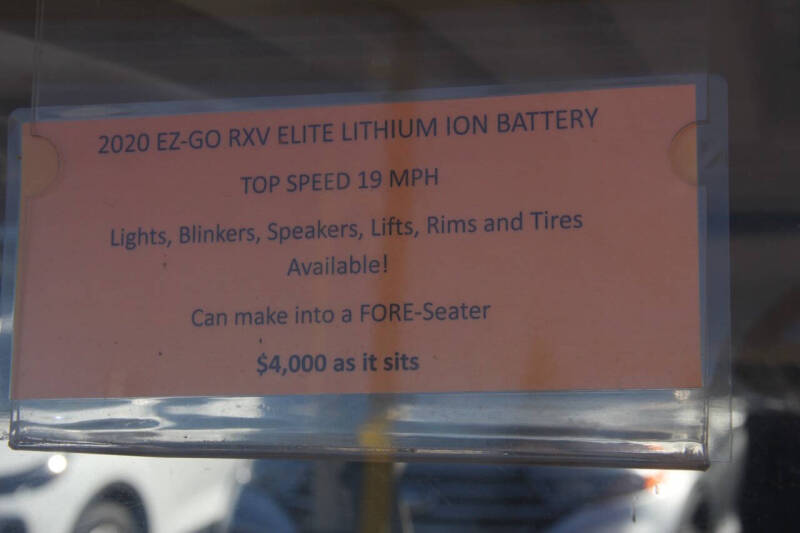 2020 EZ-GO RXV ELITE LITHIUM ION BATTERY
TOP SPEED 19 MPH
Lights, Blinkers, Speakers, Lifts, Rims and Tires
Available!
Can make into a FORE-Seater
$4,000 as it sits